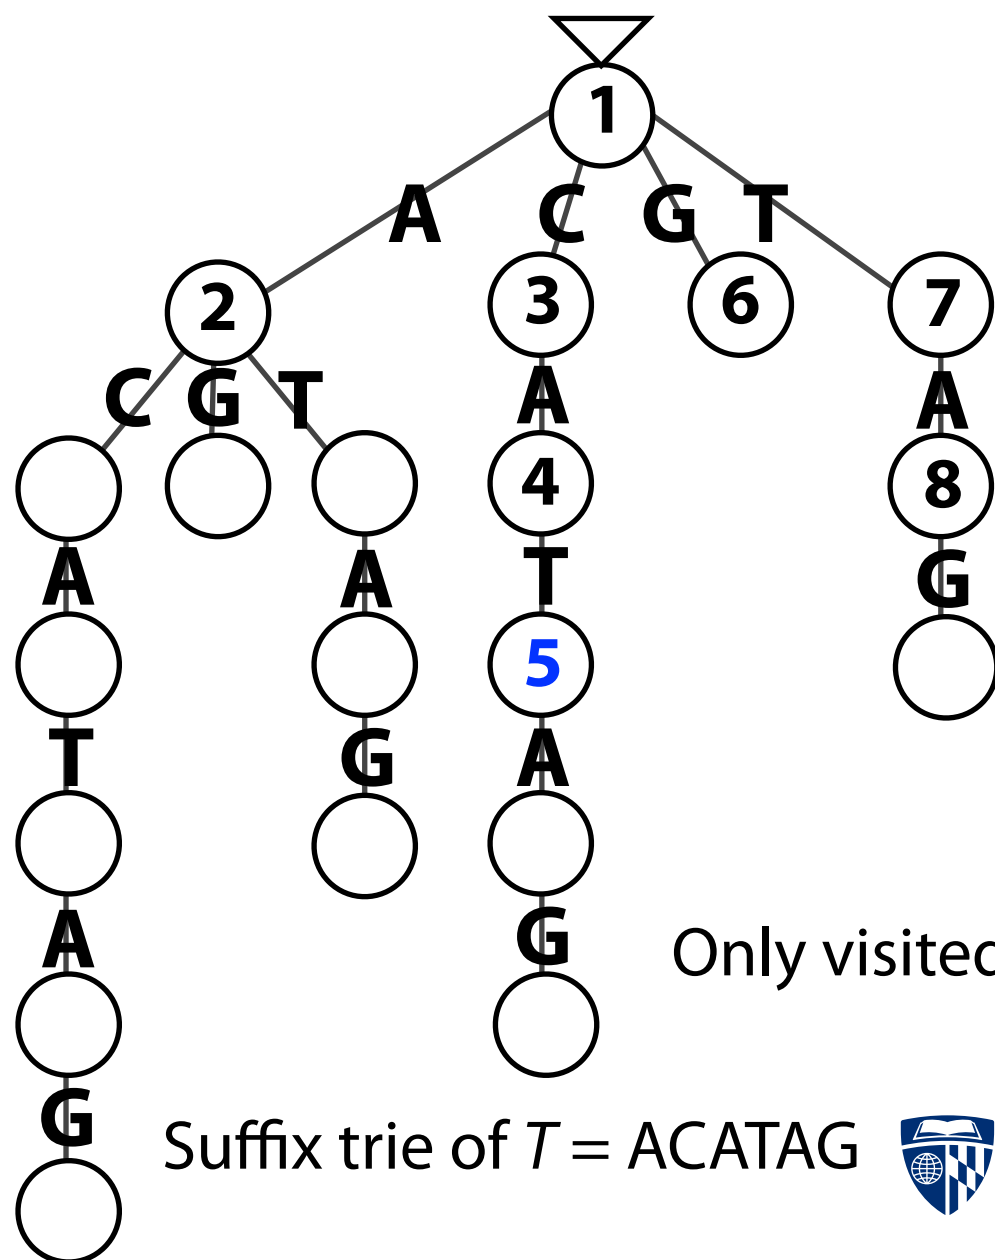 1
A C G T
2 3 6 7
C G T A A
4 8
A A T G
5
T G A
A G
Only visited
G
Suffix trie of T = ACATAG